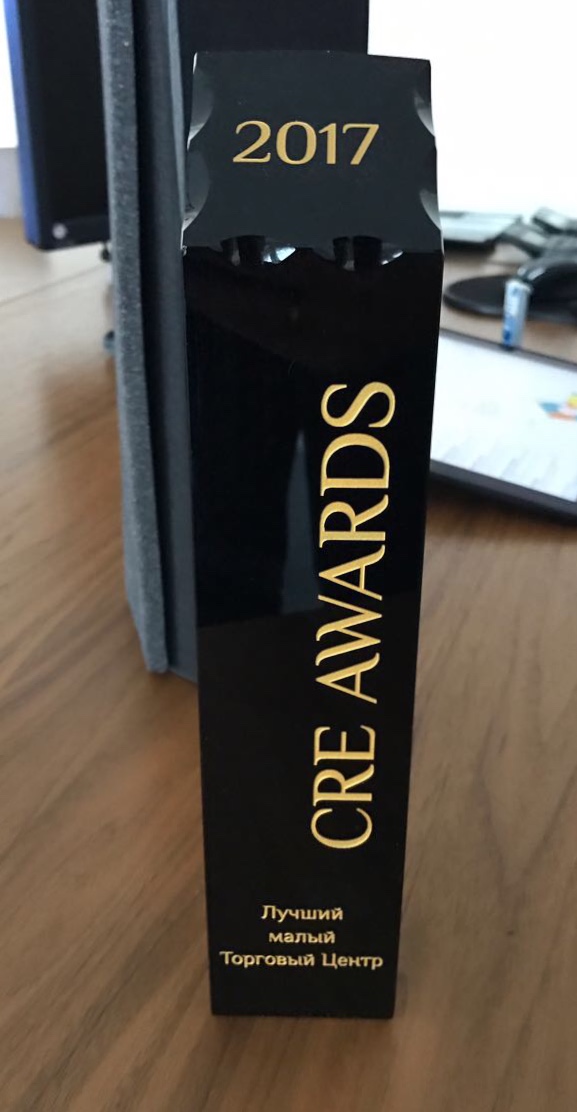 2017
CRE AWARDS
Лучший
малый
Торговый Центр